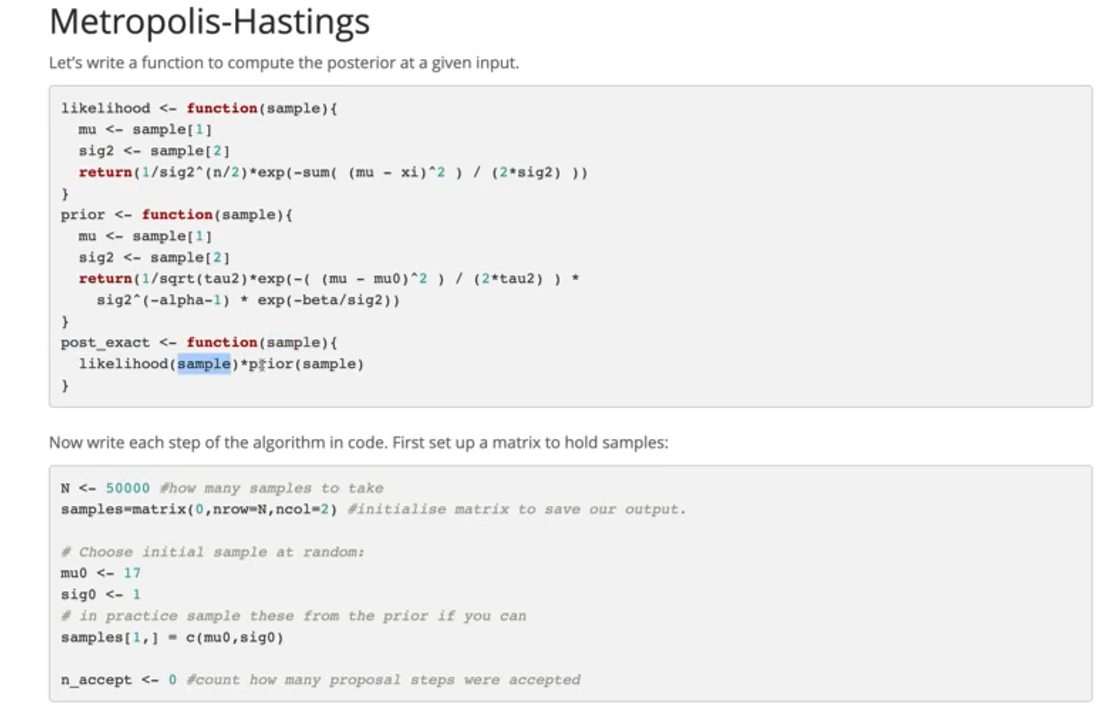 Metropolis-Hastings
Let's write a function to compute the posterior at a given input.
likelihood <- function(sample){
  mu <- sample[1]
  sig2 <- sample[2]
  return(1/sig2^(n/2)*exp(-sum( (mu - xi)^2 ) / (2*sig2) ))
}
prior <- function(sample){
  mu <- sample[1]
  sig2 <- sample[2]
  return(1/sqrt(tau2)*exp(-( (mu - mu0)^2 ) / (2*tau2) ) *
    sig2^(-alpha-1) * exp(-beta/sig2))
}
post_exact <- function(sample){
  likelihood(sample)*prior(sample)
}
Now write each step of the algorithm in code. First set up a matrix to hold samples:
N <- 50000 #how many samples to take
samples=matrix(0,nrow=N,ncol=2) #initialise matrix to save our output.
# Choose initial sample at random:
mu0 <- 17
sig0 <- 1
# in practice sample these from the prior if you can
samples[1,] = c(mu0,sig0)
n_accept <- 0 #count how many proposal steps were accepted